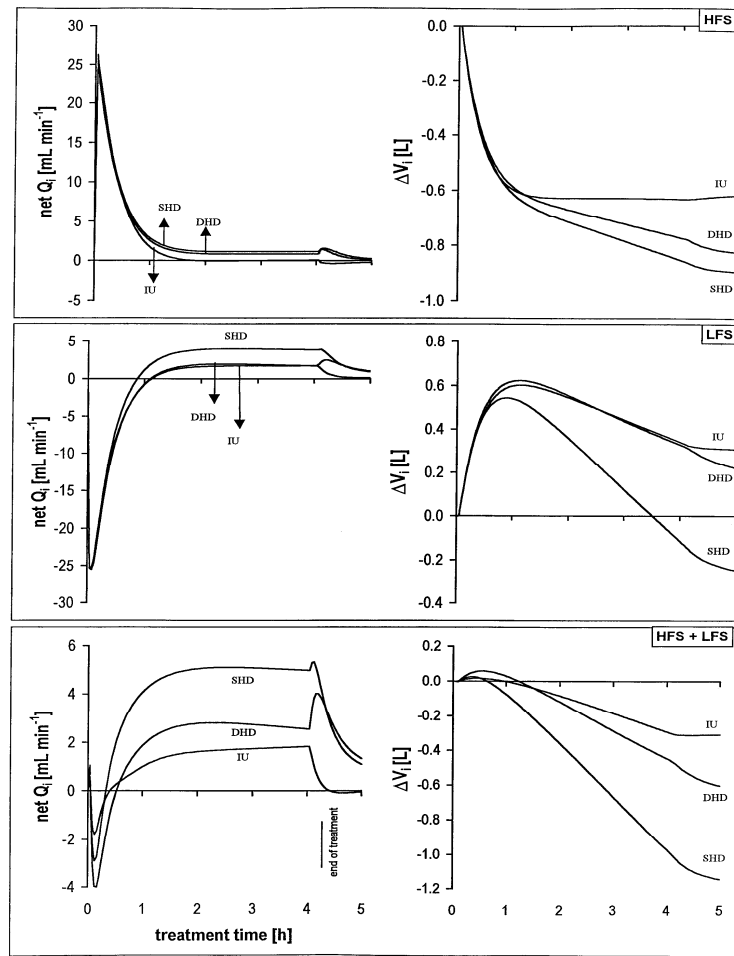 HFS
net Qi [mL min-1]
30
25
20
15
10
5
0
-5
SHD
DHD
IU
ΔVi [L]
0.0
-0.2
-0.4
-0.6
-0.8
-1.0
IU
DHD
SHD
LFS
net Qi [mL min-1]
5
0
-5
-10
-15
-20
-25
-30
SHD
DHD
IU
ΔVi [L]
0.8
0.6
0.4
0.2
0.0
-0.2
-0.4
IU
DHD
SHD
HFS + LFS
net Qi [mL min-1]
6
4
2
0
-2
-4
SHD
DHD
IU
end of treatment
0 1 2 3 4 5
treatment time [h]
ΔVi [L]
0.2
0.0
-0.2
-0.4
-0.6
-0.8
-1.0
-1.2
IU
DHD
SHD
0 1 2 3 4 5